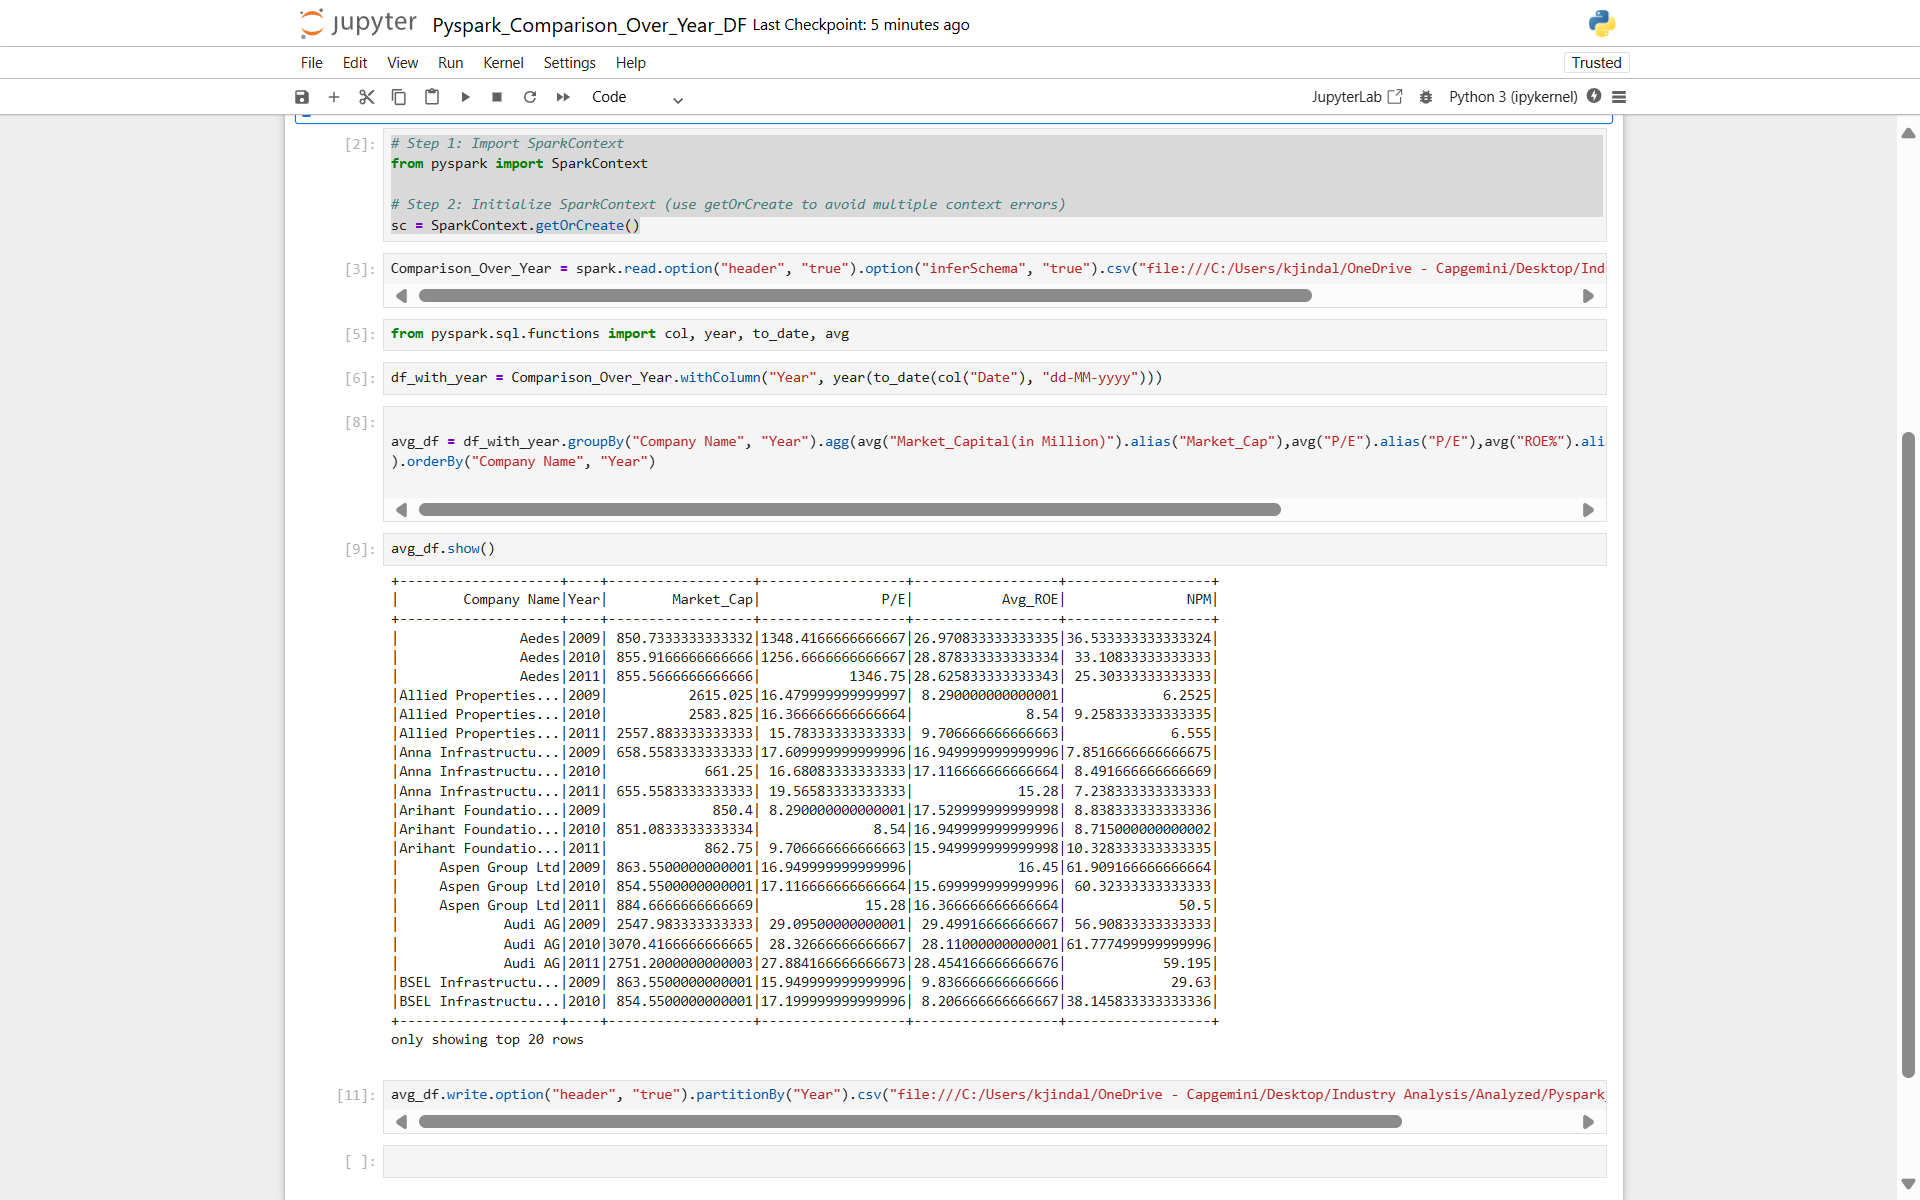 jupyter Pyspark_Comparison_Over_Year_DF Last Checkpoint: 5 minutes ago
File Edit View Run Kernel Settings Help Trusted
Code JupyterLab Python 3 (ipykernel)
[2]: # Step 1: Import SparkContext
from pyspark import SparkContext
# Step 2: Initialize SparkContext (use getOrCreate to avoid multiple context errors)
sc = SparkContext.getOrCreate()
[3]: Comparison_Over_Year = spark.read.option("header", "true").option("inferSchema", "true").csv("file:///C:/Users/kjindal/OneDrive - Capgemini/Desktop/Ind
[5]: from pyspark.sql.functions import col, year, to_date, avg
[6]: df_with_year = Comparison_Over_Year.withColumn("Year", year(to_date(col("Date"), "dd-MM-yyyy")))
[8]:
avg_df = df_with_year.groupBy("Company Name", "Year").agg(avg("Market_Capital(in Million)").alias("Market_Cap"),avg("P/E").alias("P/E"),avg("ROE%").ali
).orderBy("Company Name", "Year")
[9]: avg_df.show()
+--------------------+----+------------------+------------------+------------------+------------------+
|        Company Name|Year|        Market_Cap|               P/E|           Avg_ROE|               NPM|
+--------------------+----+------------------+------------------+------------------+------------------+
|               Aedes|2009| 850.7333333333332|1348.4166666666667|26.970833333333335|36.533333333333324|
|               Aedes|2010| 855.9166666666666|1256.6666666666667|28.878333333333334| 33.10833333333333|
|               Aedes|2011| 855.5666666666666|           1346.75|28.625833333333343| 25.30333333333333|
|Allied Properties...|2009|          2615.025|16.479999999999997| 8.290000000000001|            6.2525|
|Allied Properties...|2010|          2583.825|16.366666666666664|              8.54| 9.258333333333335|
|Allied Properties...|2011| 2557.883333333333| 15.78333333333333| 9.706666666666663|             6.555|
|Anna Infrastructu...|2009| 658.5583333333333|17.609999999999996|16.949999999999996|7.8516666666666675|
|Anna Infrastructu...|2010|            661.25| 16.68083333333333|17.116666666666664| 8.491666666666669|
|Anna Infrastructu...|2011| 655.5583333333333| 19.56583333333333|             15.28| 7.238333333333333|
|Arihant Foundatio...|2009|             850.4| 8.290000000000001|17.529999999999998| 8.838333333333336|
|Arihant Foundatio...|2010| 851.0833333333334|              8.54|16.949999999999996| 8.715000000000002|
|Arihant Foundatio...|2011|            862.75| 9.706666666666663|15.949999999999998|10.328333333333335|
|     Aspen Group Ltd|2009| 863.5500000000001|16.949999999999996|             16.45|61.909166666666664|
|     Aspen Group Ltd|2010| 854.5500000000001|17.116666666666664|15.699999999999996| 60.32333333333333|
|     Aspen Group Ltd|2011| 884.6666666666669|             15.28|16.366666666666664|              50.5|
|             Audi AG|2009| 2547.983333333333| 29.09500000000001| 29.49916666666667| 56.90833333333333|
|             Audi AG|2010|3070.4166666666665| 28.32666666666667| 28.11000000000001|61.777499999999996|
|             Audi AG|2011|2751.2000000000003|27.884166666666673|28.454166666666676|            59.195|
|BSEL Infrastructu...|2009| 863.5500000000001|15.949999999999996| 9.836666666666666|             29.63|
|BSEL Infrastructu...|2010| 854.5500000000001|17.199999999999996| 8.206666666666667|38.145833333333336|
+--------------------+----+------------------+------------------+------------------+------------------+
only showing top 20 rows
[11]: avg_df.write.option("header", "true").partitionBy("Year").csv("file:///C:/Users/kjindal/OneDrive - Capgemini/Desktop/Industry Analysis/Analyzed/Pyspark
[ ]: